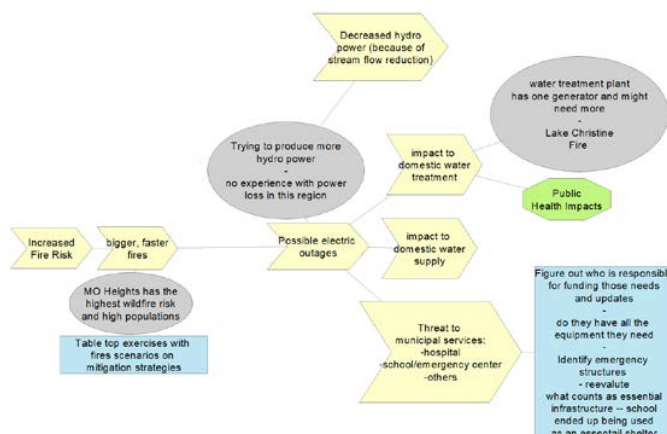 Decreased hydro
power (because of
stream flow reduction)
water treatment plant
has one generator and might
need more
-
Lake Christine
Fire
Trying to produce more
hydro power
-
no experience with power
loss in this region
impact to
domestic water
treatment
Public
Health Impacts
Increased
Fire Risk
bigger, faster
fires
Possible electric
outages
impact to
domestic water
supply
MO Heights has the
highest wildfire risk
and high populations
Table top exercises with
fires scenarios on
mitigation strategies
Threat to
municipal services:
-hospital
-school/emergency center
-others
Figure out who is responsibl
for funding those needs
and updates
-
do they have all the
equipment they need
-
Identify emergency
structures
- reevalute
what counts as essential
infrastructure -- school
ended up being used
as an essentail shelter